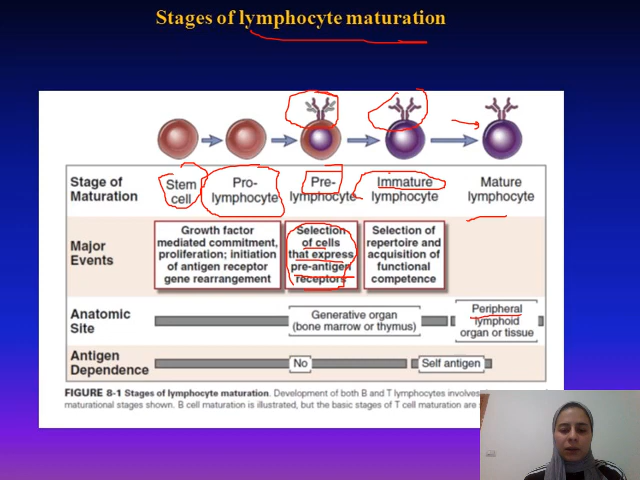 Stages of lymphocyte maturation
Stage of Maturation
Stem cell
Pro-lymphocyte
Pre-lymphocyte
Immature lymphocyte
Mature lymphocyte
Major Events
Growth factor
mediated commitment,
proliferation; initiation
of antigen receptor
gene rearrangement
Selection
of cells
that express
pre-antigen
receptors
Selection of
repertoire and
acquisition of
functional
competence
Anatomic Site
Generative organ
(bone marrow or thymus)
Peripheral
lymphoid
organ or tissue
Antigen Dependence
No
Self antigen
FIGURE 8-1 Stages of lymphocyte maturation. Development of both B and T lymphocytes involves
maturational stages shown. B cell maturation is illustrated, but the basic stages of T cell maturation are